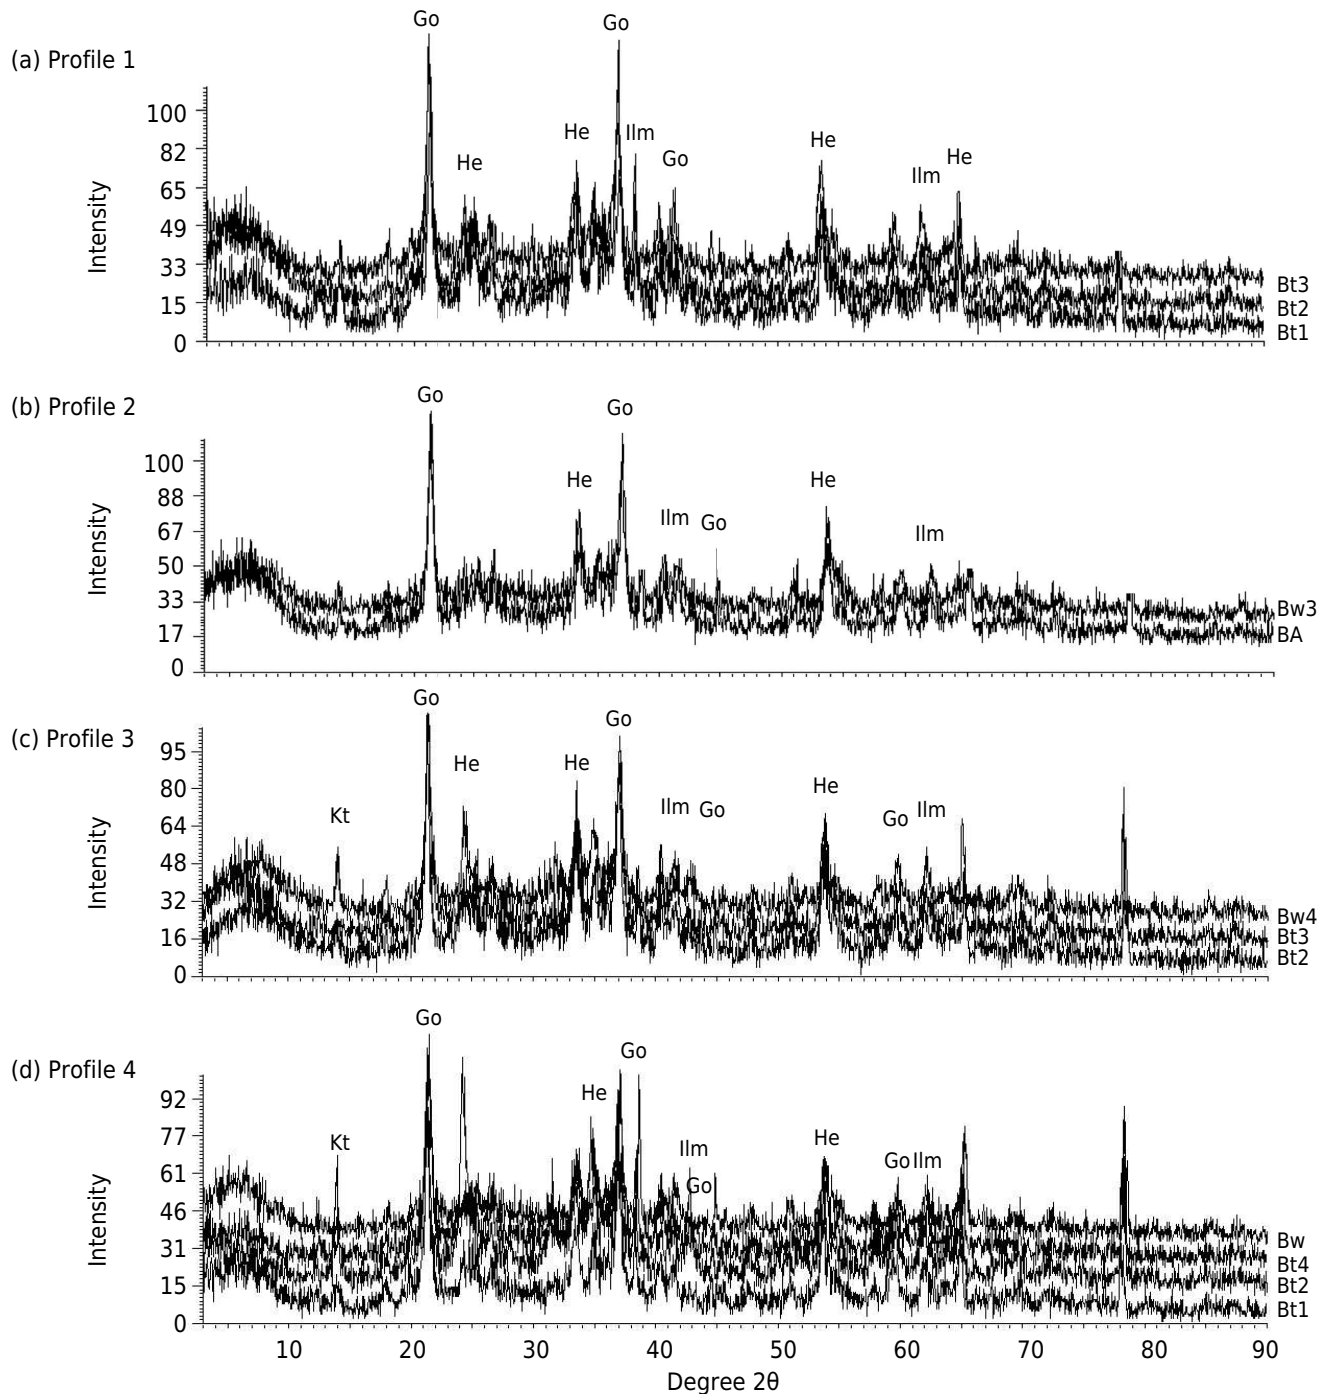 Go Go
(a) Profile 1
He He Ilm Go He Ilm He
Intensity
100
82
65
49
33
15
0
Bt3
Bt2
Bt1
(b) Profile 2
Go Go
He Ilm Go He Ilm
Intensity
100
88
67
50
33
17
0
Bw3
BA
(c) Profile 3
Go Go
Kt He He Ilm Go He Go Ilm
Intensity
95
80
64
48
32
16
0
Bw4
Bt3
Bt2
(d) Profile 4
Go Go
Kt He Ilm Go He Go Ilm
Intensity
92
77
61
46
31
15
0
Bw
Bt4
Bt2
Bt1
10 20 30 40 50 60 70 80 90
Degree 2θ